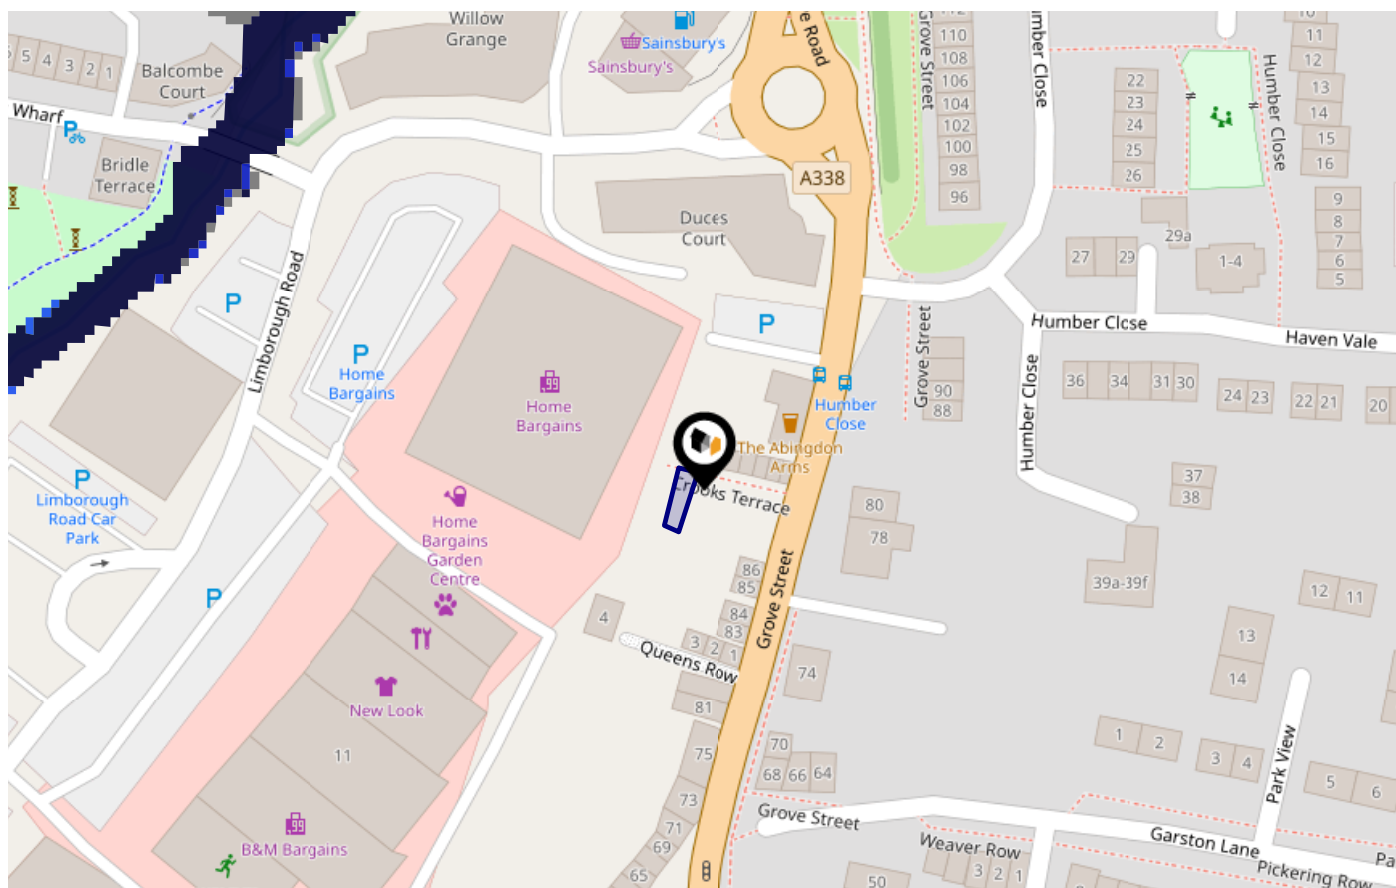 Willow
Grange
Sainsbury's
Sainsbury's
e Road
Grove Street
110
108
106
104
102
100
98
96
Humber Close
22
23
24
25
26
Humber Close
11
12
13
14
15
16
5 4 3 2 1
Balcombe
Court
Wharf
P
Bridle
Terrace
A338
Duces
Court
9
8
7
6
5
29a
27
29
1-4
Limborough Road
P
P
Home
Bargains
P
Home
Bargains
Humber Close
Haven Vale
Grove Street
90
88
Humber
Close
The Abingdon
Arms
Humber Close
36
34
31
30
24 23
22 21
20
P
Limborough
Road Car
Park
Home
Bargains
Garden
Centre
Crooks Terrace
80
78
37
38
39a-39f
12
11
P
86
85
84
83
4
3 2 1
Queens Row
Grove Street
74
13
14
New Look
11
81
75
73
71
69
65
70
68 66 64
1
2
3
4
5
6
Park View
B&M Bargains
Grove Street
Garston Lane
Weaver Row
3 2 1
Pickering Row
Pa
50